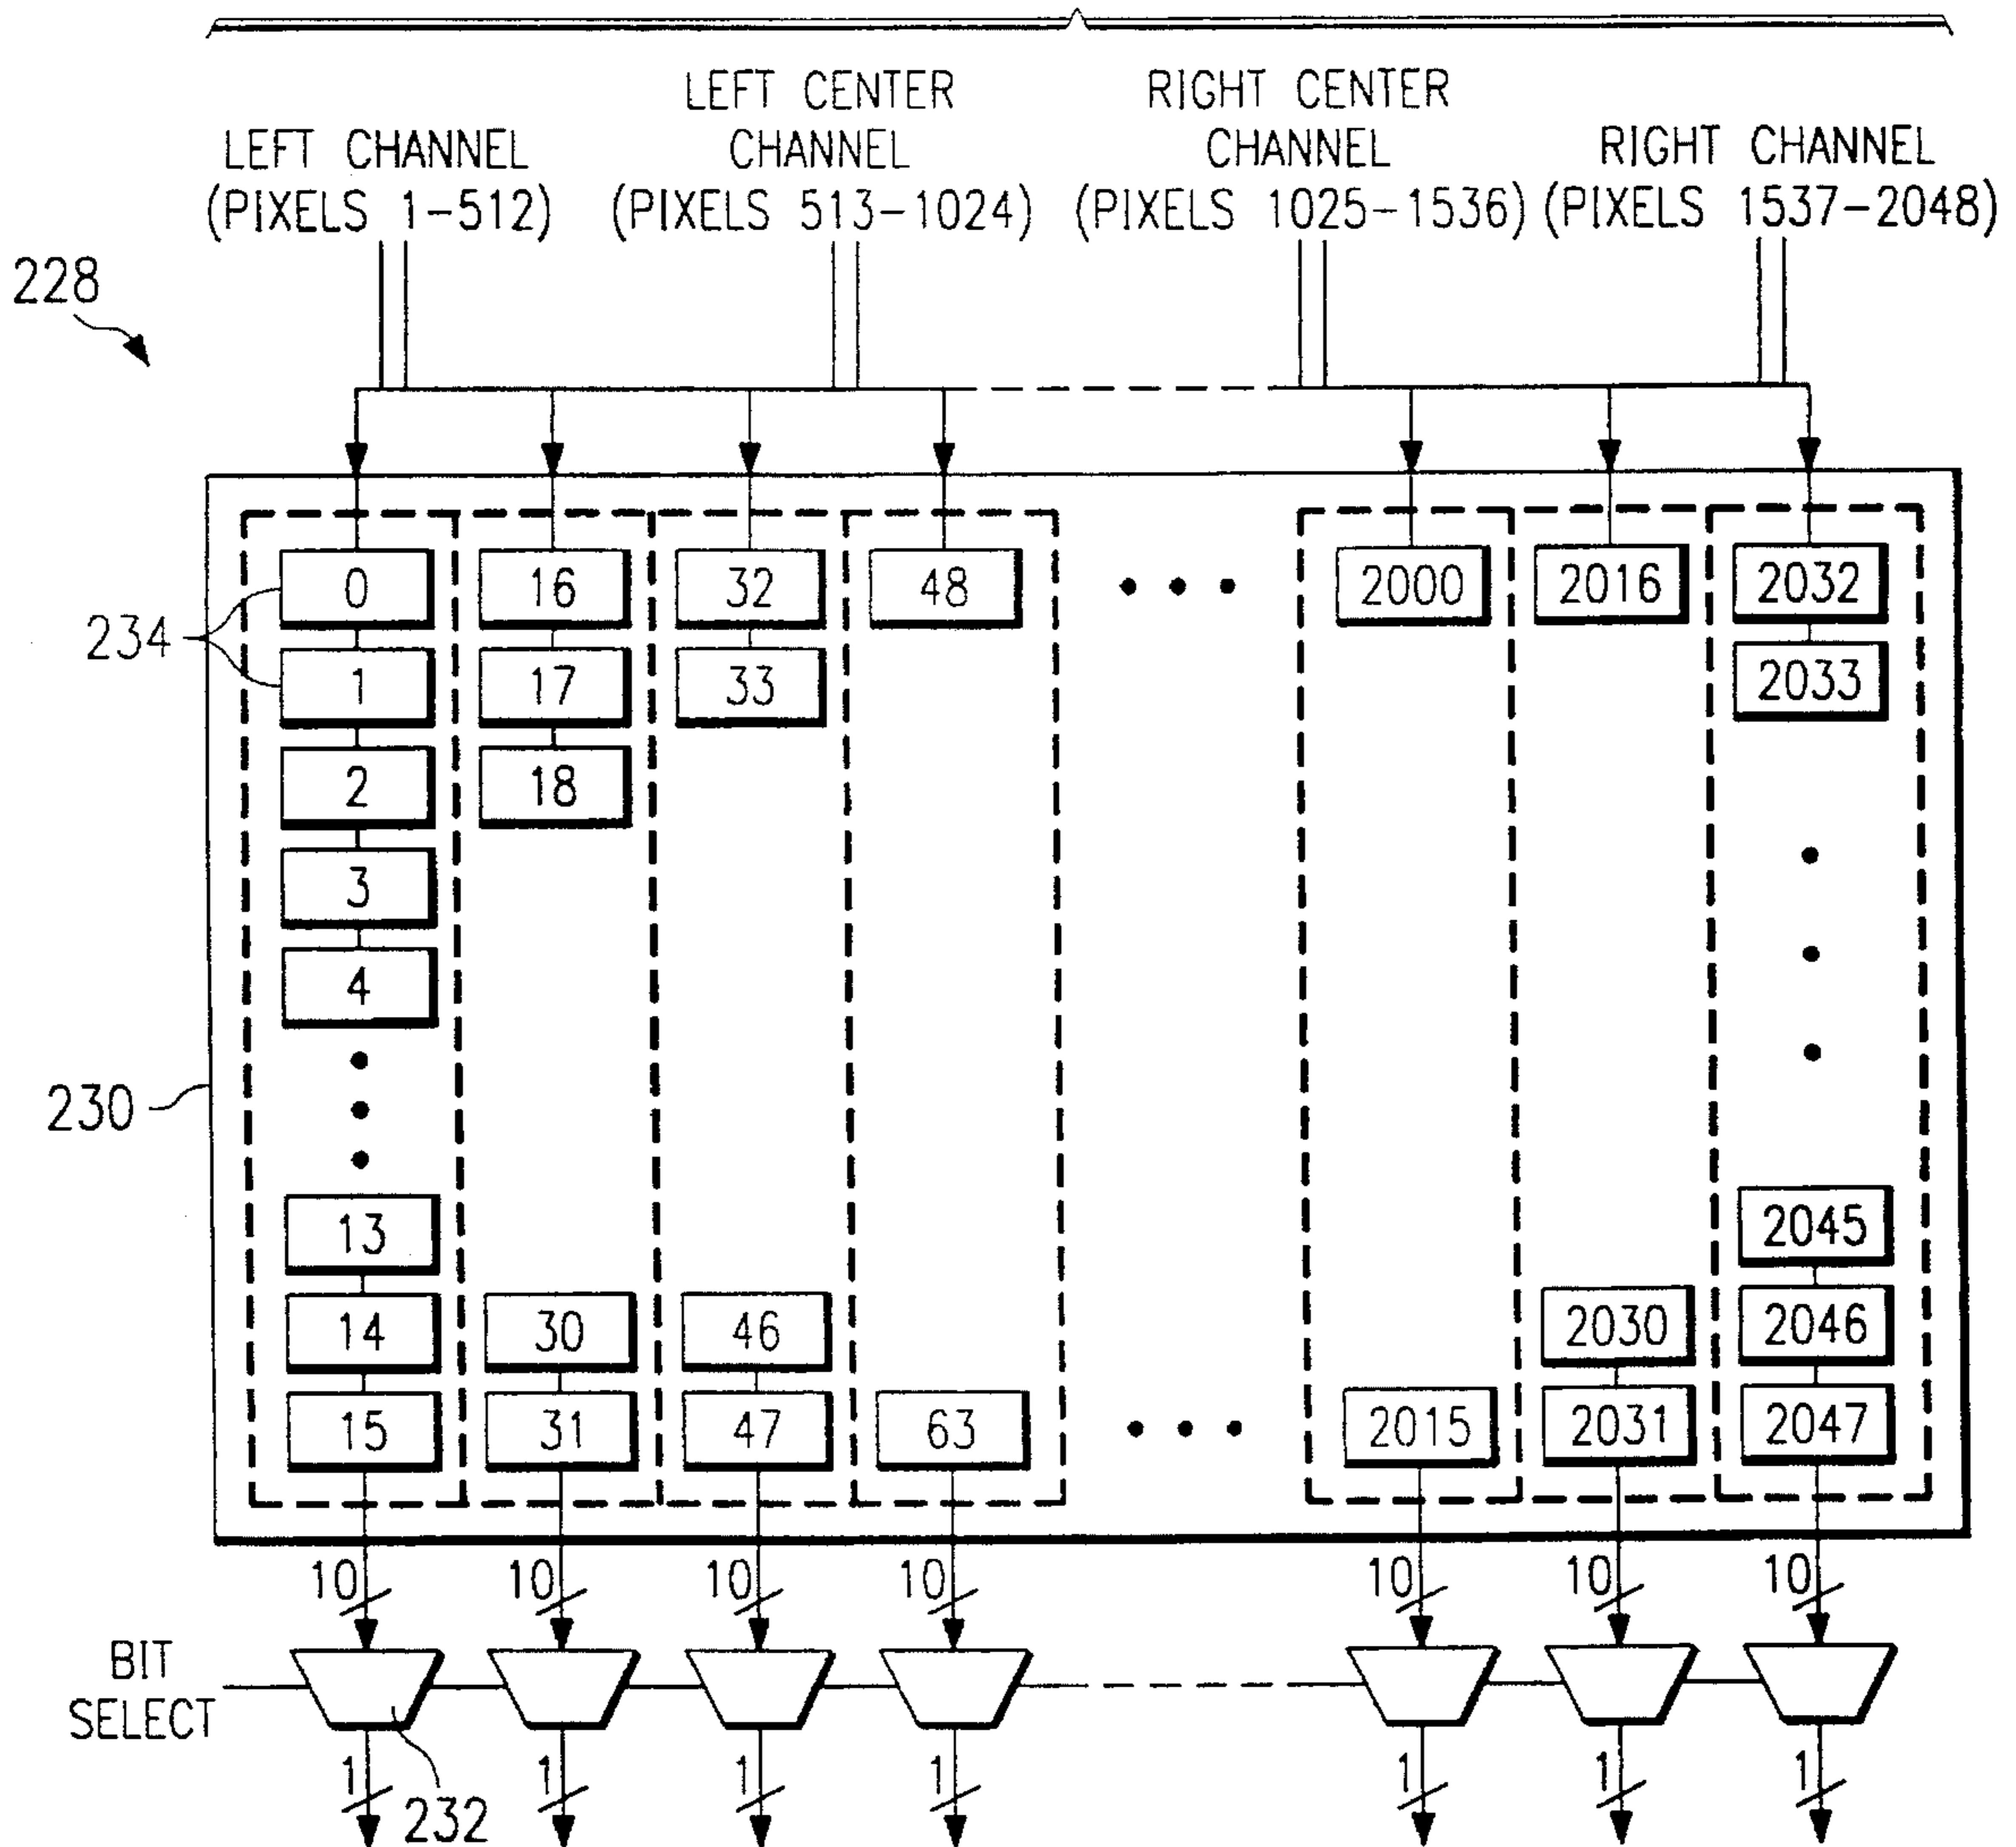 LEFT CENTER
CHANNEL
(PIXELS 513-1024)
RIGHT CENTER
CHANNEL
(PIXELS 1025-1536)
LEFT CHANNEL
(PIXELS 1-512)
RIGHT CHANNEL
(PIXELS 1537-2048)
228
0 16 32 48 • • • 2000 2016 2032
234
1 17 33 2033
2 18
3
4
230
13 2045
14 30 46 2030 2046
15 31 47 63 • • • 2015 2031 2047
10 10 10 10 10 10 10
BIT
SELECT
1 1 1 1 1 1 1
232